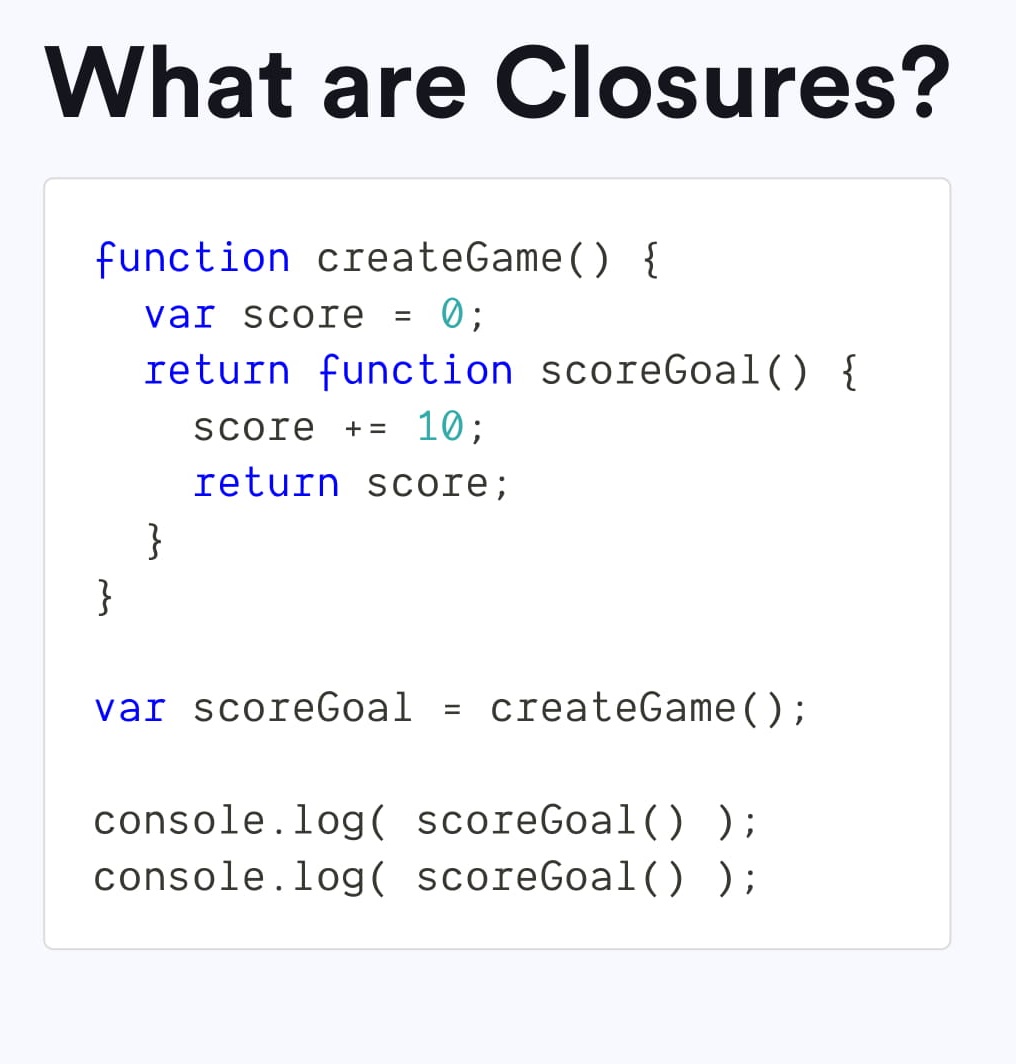 What are Closures?
function createGame() {
  var score = 0;
  return function scoreGoal() {
    score += 10;
    return score;
  }
}
var scoreGoal = createGame();
console.log( scoreGoal() );
console.log( scoreGoal() );